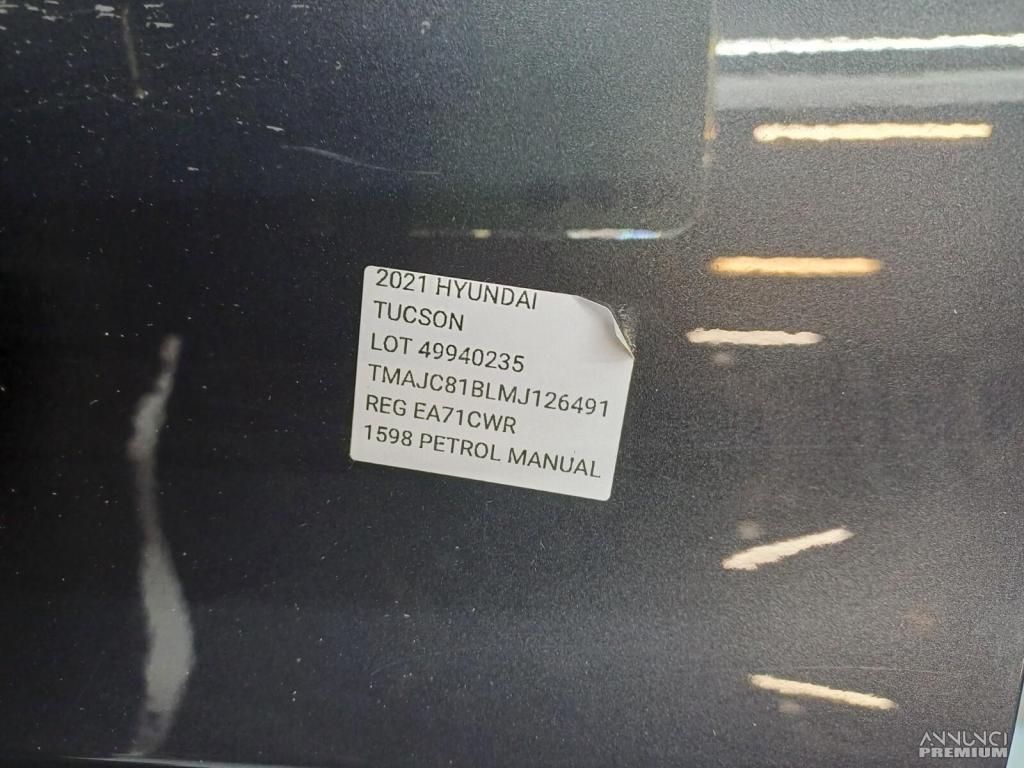 2021 HYUNDAI
TUCSON
LOT 49940235
TMAJC81BLMJ126491
REG EA71CWR
1598 PETROL MANUAL
ANNUNCI
PREMIUM